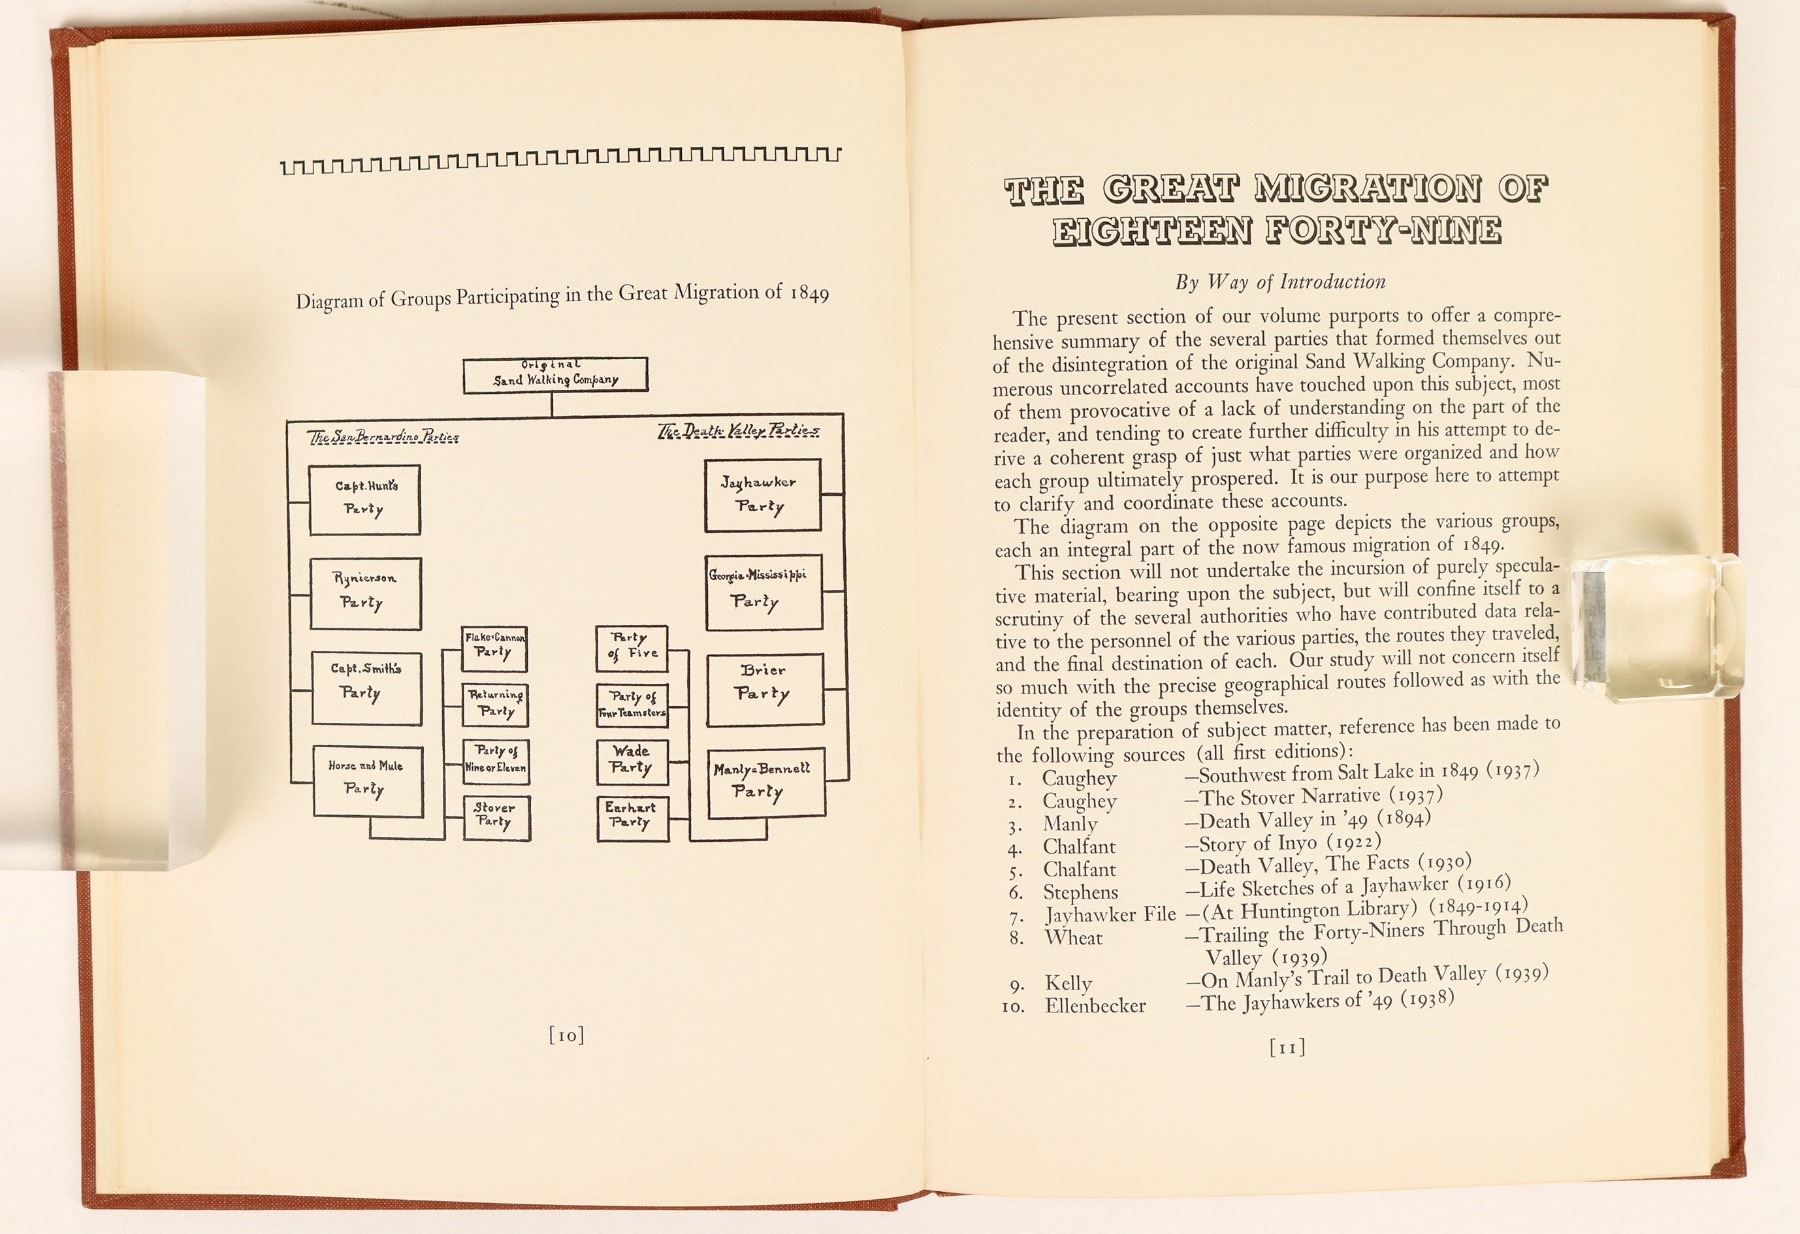 Diagram of Groups Participating in the Great Migration of 1849
Original
Sand Walking Company
The San Bernardino Parties
Capt. Hunt's
Party
Rynierson
Party
Capt. Smith's
Party
Horse and Mule
Party
Flake-Cannon
Party
Returning
Party
Party of
Nine or Eleven
Stover
Party
The Death Valley Parties
Jayhawker
Party
Georgia-Mississippi
Party
Brier
Party
Manly-Bennett
Party
Party
of Five
Party of
Four Teamsters
Wade
Party
Earhart
Party
[10]
THE GREAT MIGRATION OF
EIGHTEEN FORTY-NINE
By Way of Introduction
The present section of our volume purports to offer a compre-
hensive summary of the several parties that formed themselves out
of the disintegration of the original Sand Walking Company. Nu-
merous uncorrelated accounts have touched upon this subject, most
of them provocative of a lack of understanding on the part of the
reader, and tending to create further difficulty in his attempt to de-
rive a coherent grasp of just what parties were organized and how
each group ultimately prospered. It is our purpose here to attempt
to clarify and coordinate these accounts.
The diagram on the opposite page depicts the various groups,
each an integral part of the now famous migration of 1849.
This section will not undertake the incursion of purely specula-
tive material, bearing upon the subject, but will confine itself to a
scrutiny of the several authorities who have contributed data rela-
tive to the personnel of the various parties, the routes they traveled,
and the final destination of each. Our study will not concern itself
so much with the precise geographical routes followed as with the
identity of the groups themselves.
In the preparation of subject matter, reference has been made to
the following sources (all first editions):
1. Caughey —Southwest from Salt Lake in 1849 (1937)
2. Caughey —The Stover Narrative (1937)
3. Manly —Death Valley in '49 (1894)
4. Chalfant —Story of Inyo (1922)
5. Chalfant —Death Valley, The Facts (1930)
6. Stephens —Life Sketches of a Jayhawker (1916)
7. Jayhawker File —(At Huntington Library) (1849-1914)
8. Wheat —Trailing the Forty-Niners Through Death
Valley (1939)
9. Kelly —On Manly's Trail to Death Valley (1939)
10. Ellenbecker —The Jayhawkers of '49 (1938)
[11]